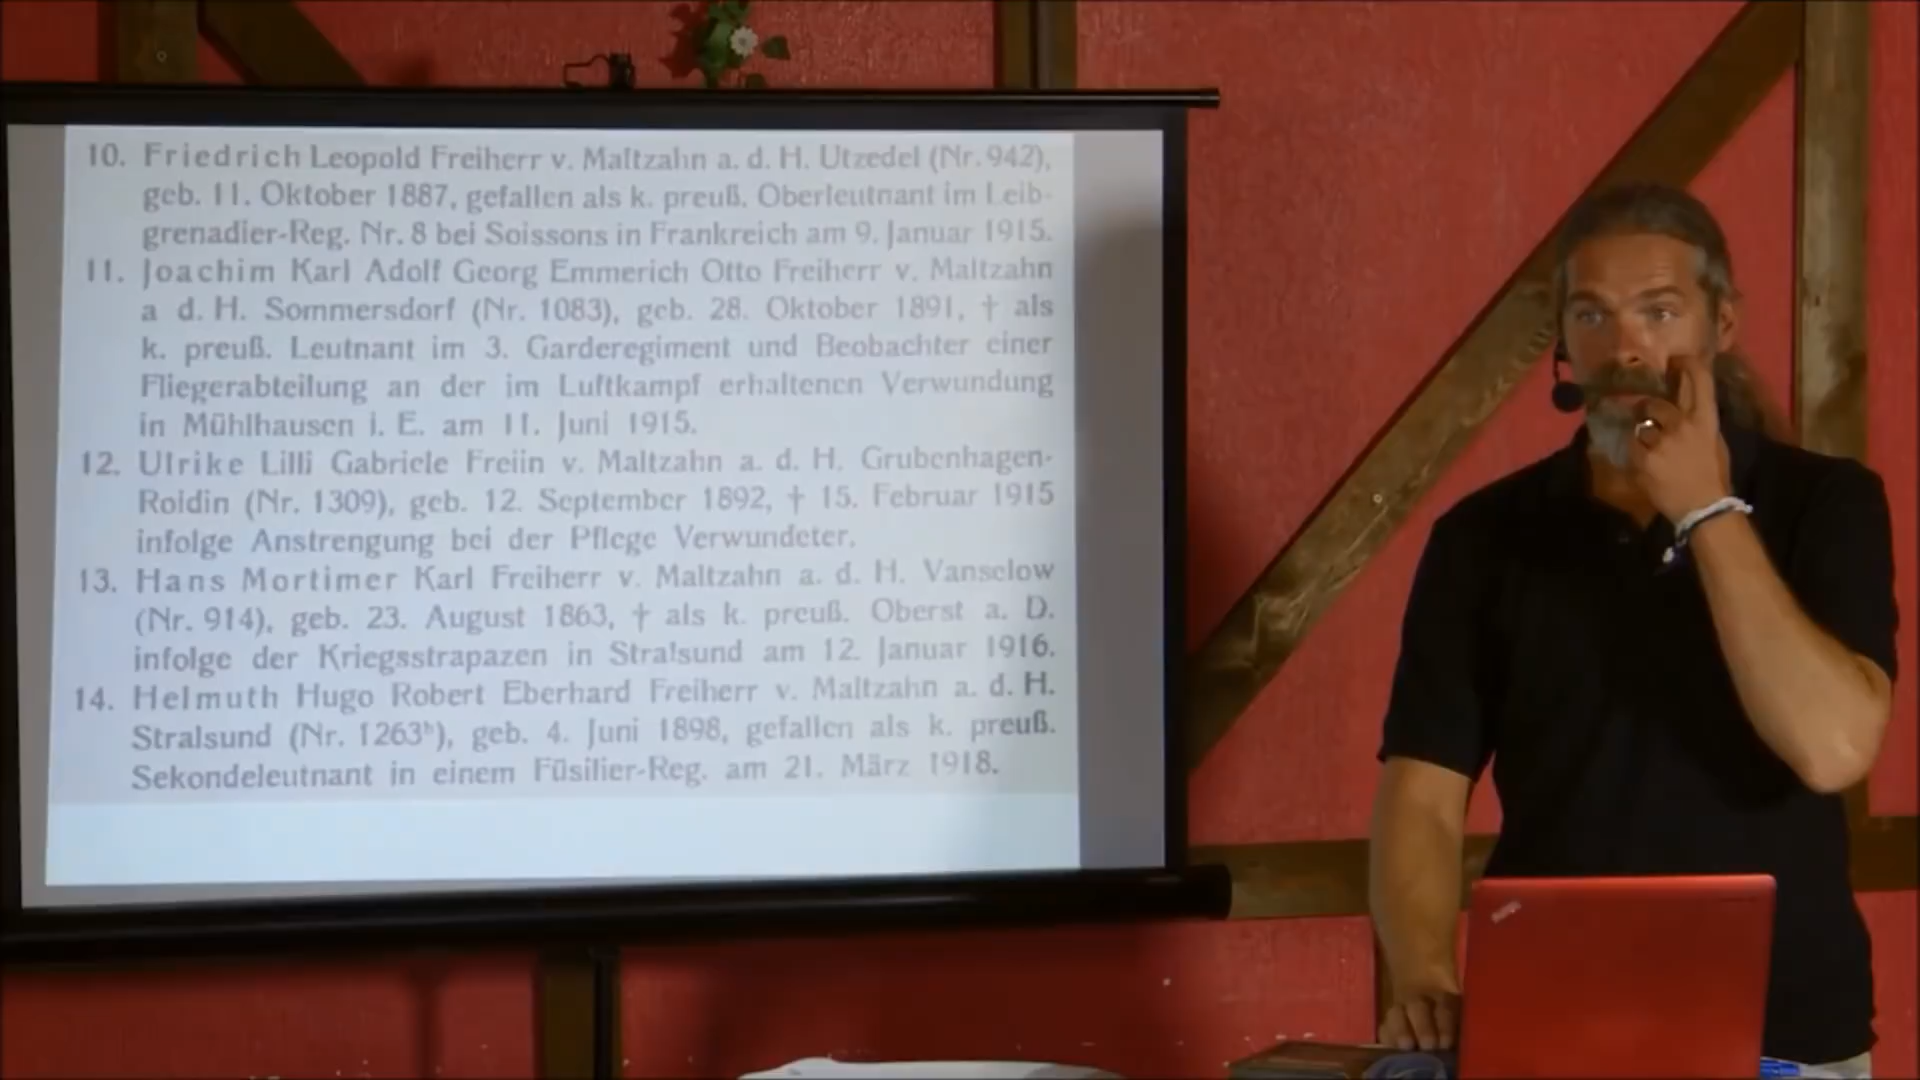 10. Friedrich Leopold Freiherr v. Maltzahn a. d. H. Utzedel (Nr. 942),
geb. 11. Oktober 1887, gefallen als k. preuß. Oberleutnant im Leib-
grenadier-Reg. Nr. 8 bei Soissons in Frankreich am 9. Januar 1915.
11. Joachim Karl Adolf Georg Emmerich Otto Freiherr v. Maltzahn
a d. H. Sommersdorf (Nr. 1083), geb. 28. Oktober 1891, † als
k. preuß. Leutnant im 3. Garderegiment und Beobachter einer
Fliegerabteilung an der im Luftkampf erhaltenen Verwundung
in Mühlhausen i. E. am 11. Juni 1915.
12. Ulrike Lilli Gabriele Freiin v. Maltzahn a. d. H. Grubenhagen-
Roidin (Nr. 1309), geb. 12. September 1892, † 15. Februar 1915
infolge Anstrengung bei der Pflege Verwundeter.
13. Hans Mortimer Karl Freiherr v. Maltzahn a. d. H. Vanselow
(Nr. 914), geb. 23. August 1863, † als k. preuß. Oberst a. D.
infolge der Kriegsstrapazen in Stralsund am 12. Januar 1916.
14. Helmuth Hugo Robert Eberhard Freiherr v. Maltzahn a. d. H.
Stralsund (Nr. 1263ᵇ), geb. 4. Juni 1898, gefallen als k. preuß.
Sekondeleutnant in einem Füsilier-Reg. am 21. März 1918.